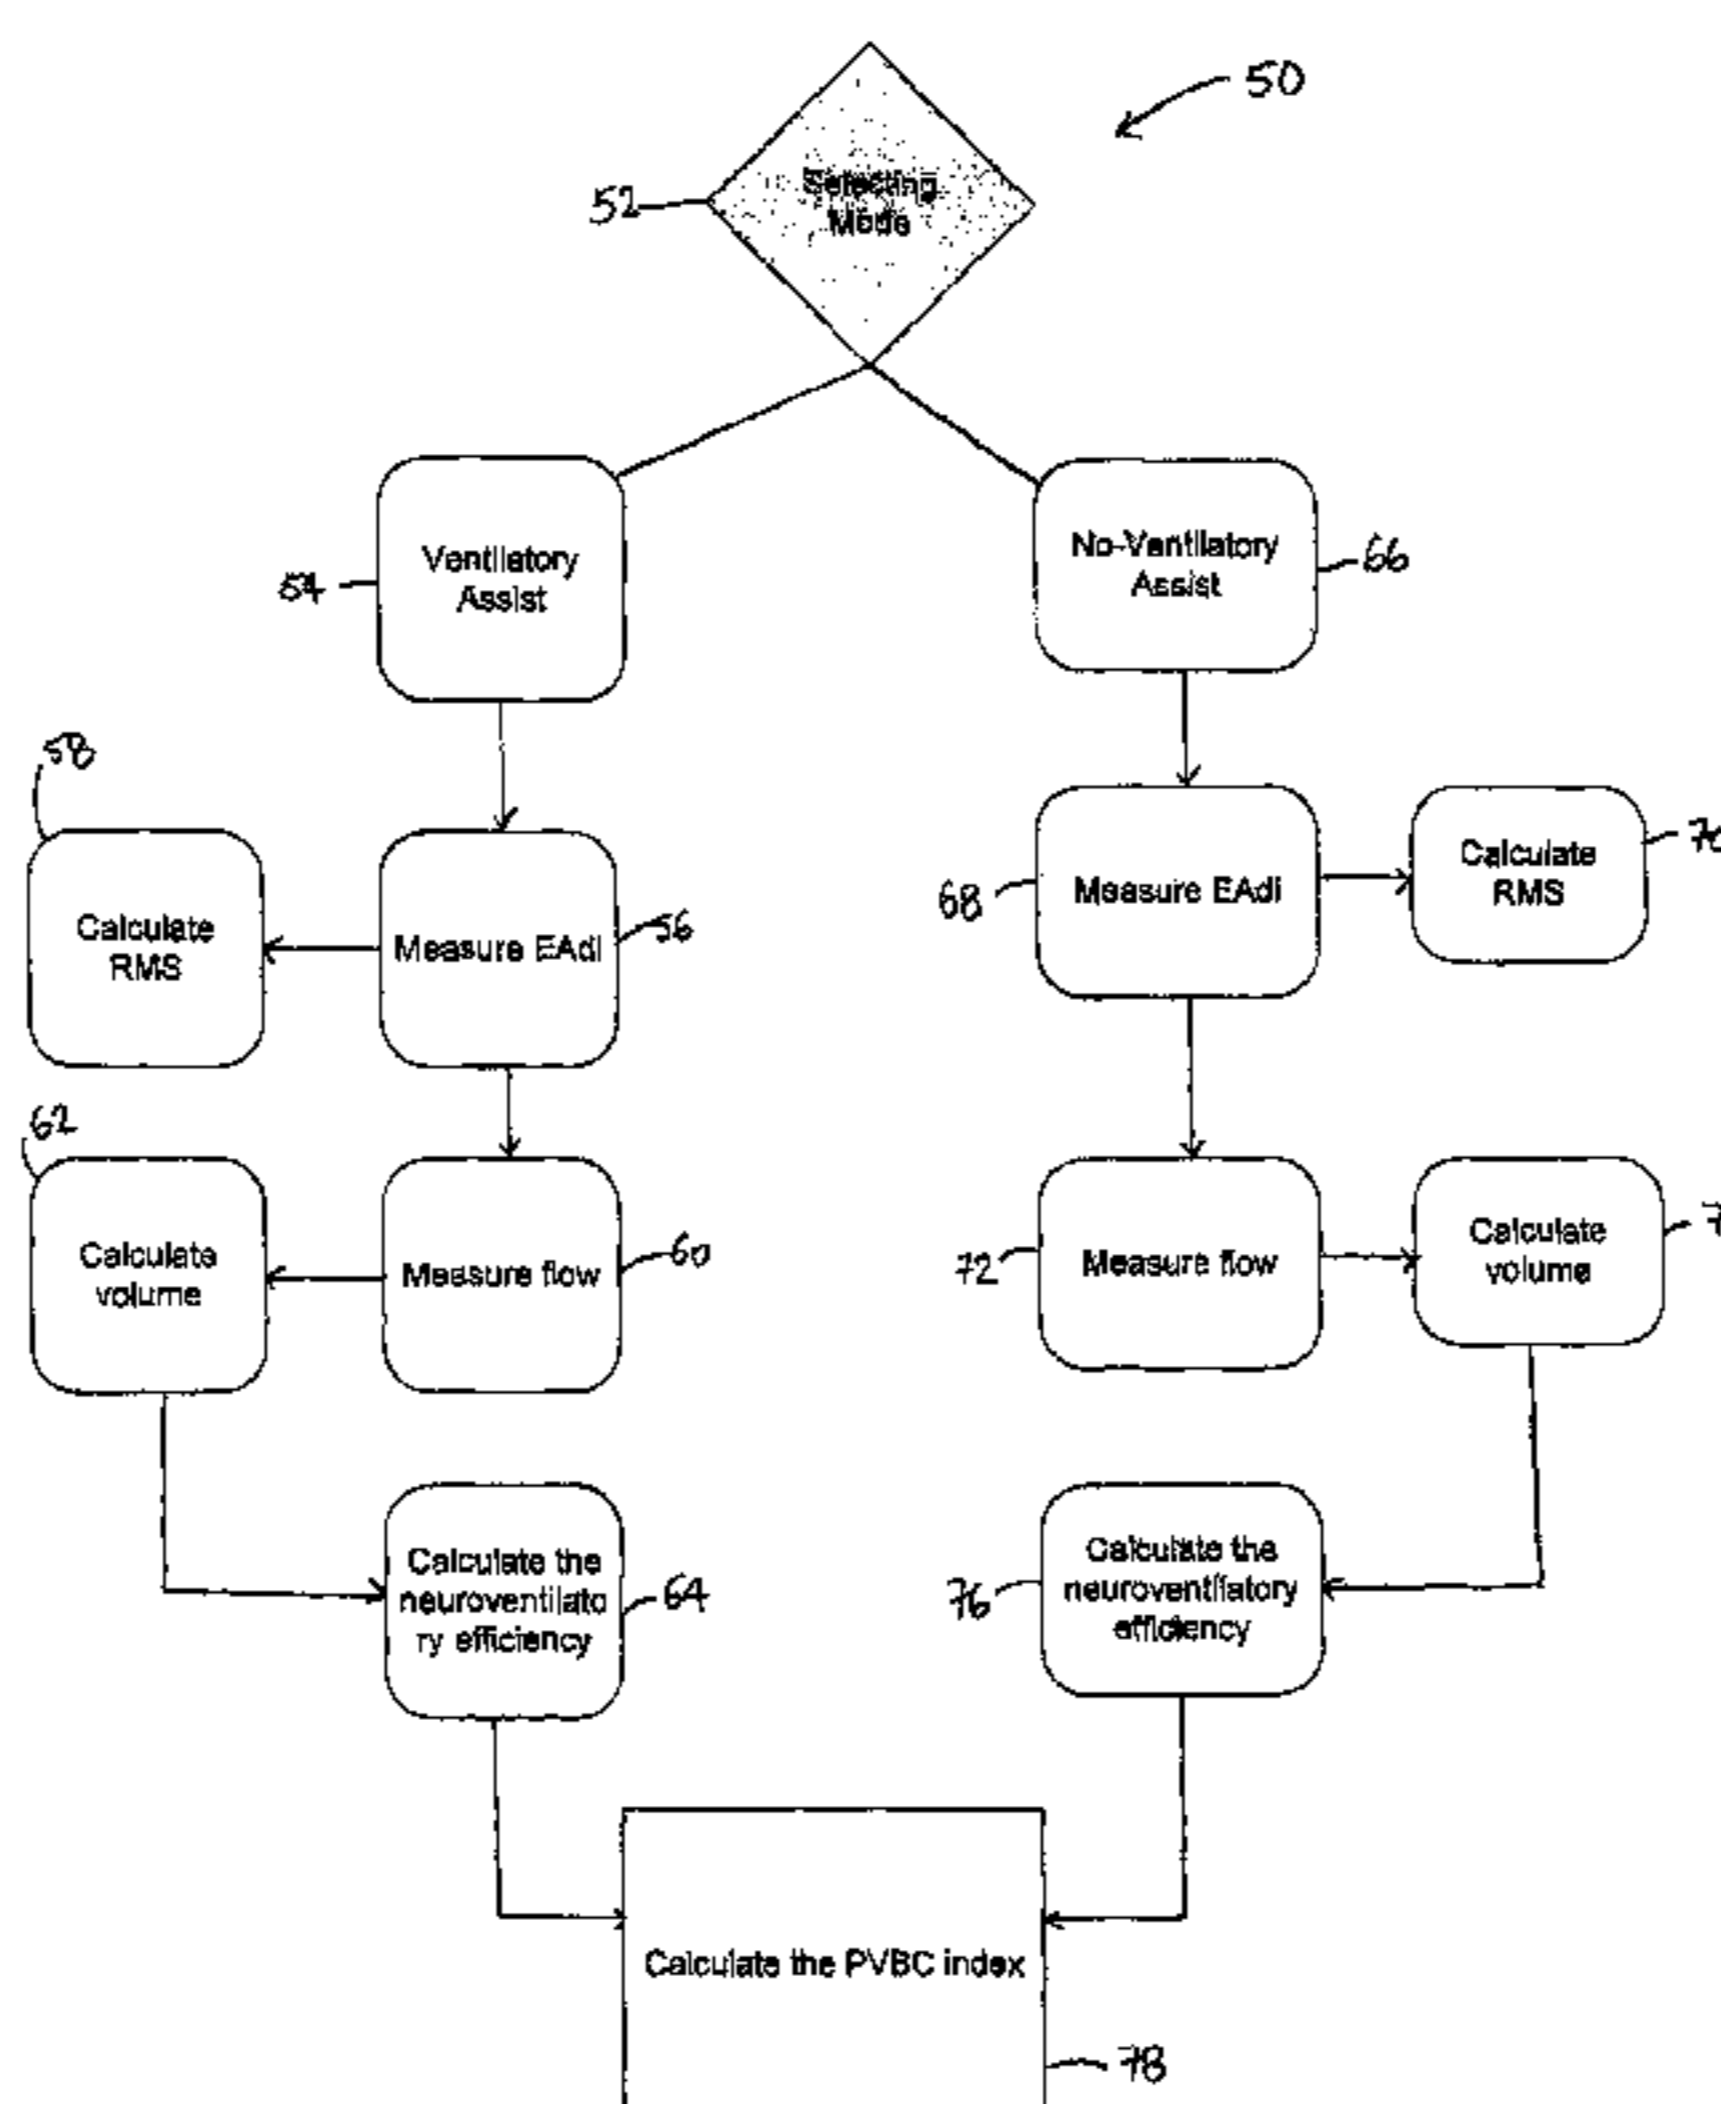 50
Selecting
Mode
52
Ventilatory
Assist
54
No-Ventilatory
Assist
66
58
Calculate
RMS
Measure EAdi
56
68
Measure EAdi
Calculate
RMS
70
62
Calculate
volume
Measure flow
60
72
Measure flow
Calculate
volume
Calculate the
neuroventilato
ry efficiency
64
76
Calculate the
neuroventilatory
efficiency
Calculate the PVBC index
78